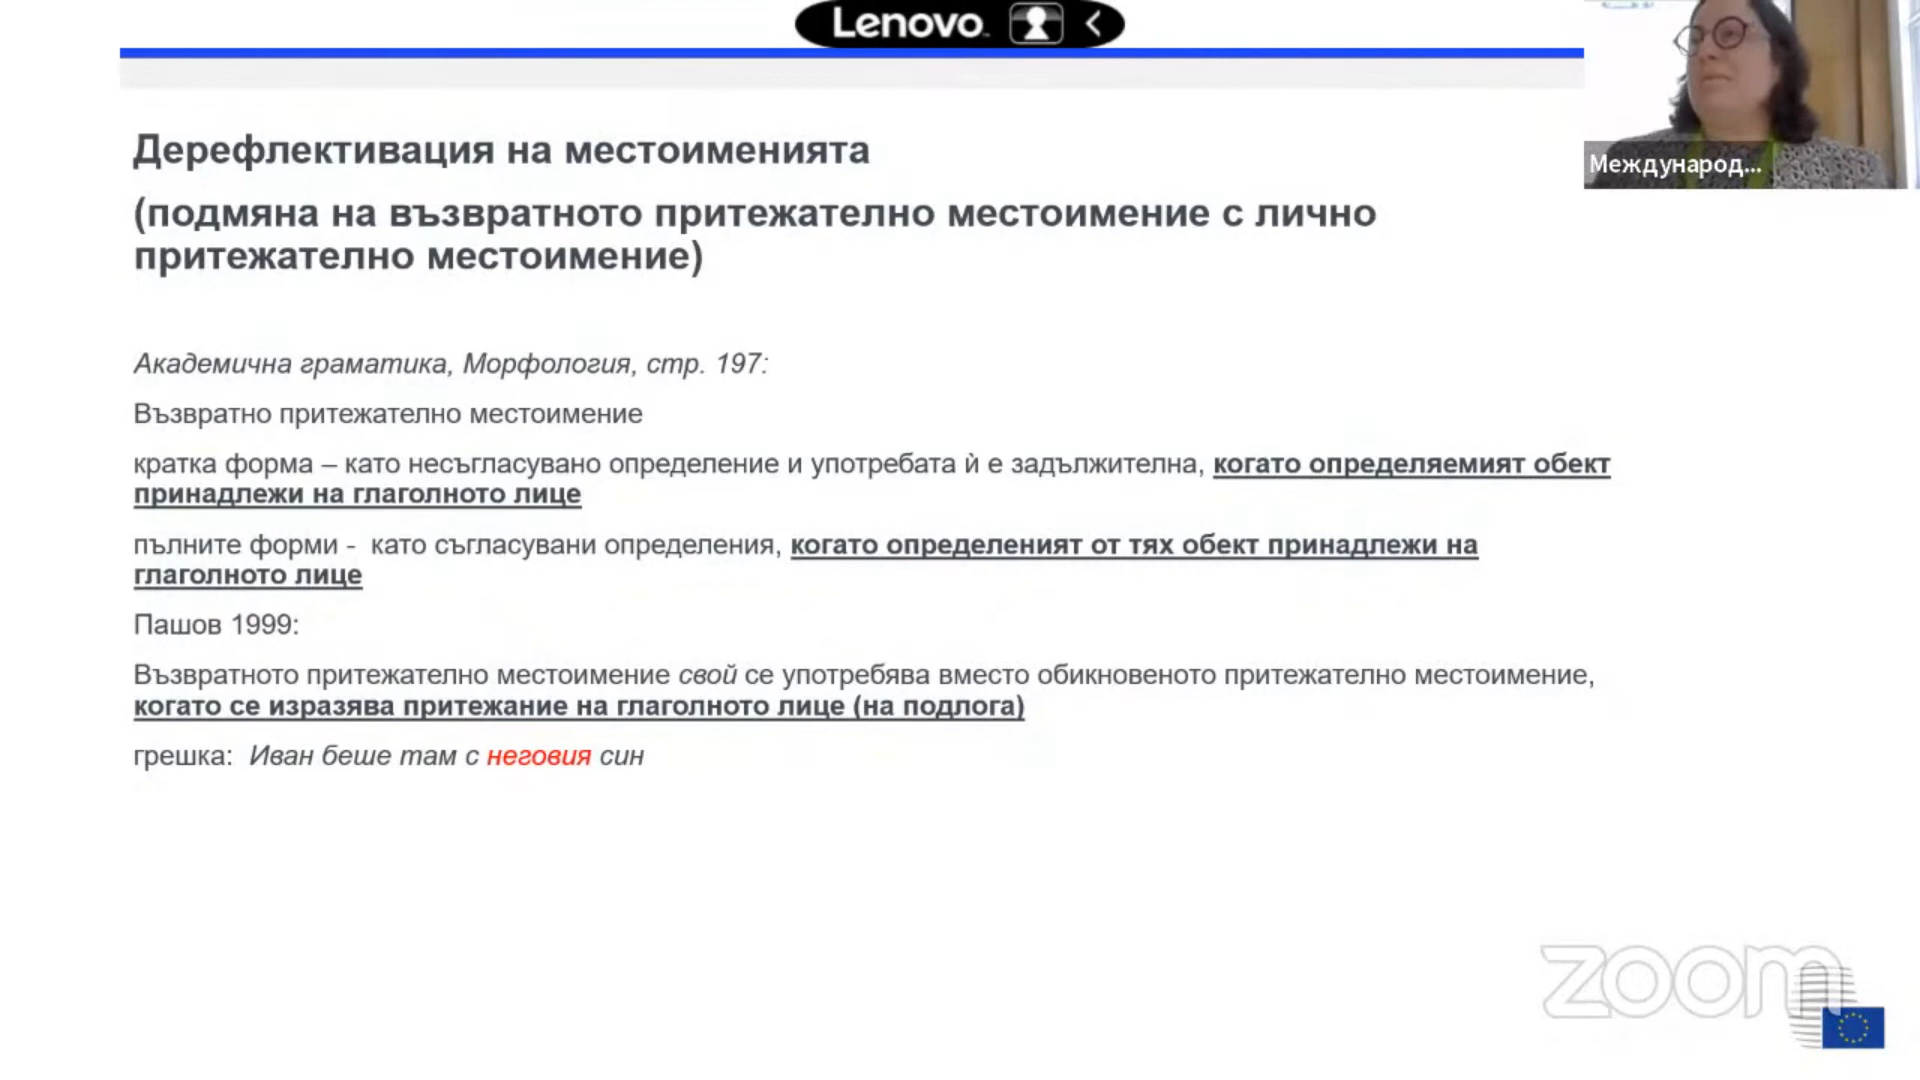 Lenovo
Международ...
Дерефлективация на местоименията
(подмяна на възвратното притежателно местоимение с лично
притежателно местоимение)
Академична граматика, Морфология, стр. 197:
Възвратно притежателно местоимение
кратка форма – като несъгласувано определение и употребата ѝ е задължителна, когато определяемият обект
принадлежи на глаголното лице
пълните форми -  като съгласувани определения, когато определеният от тях обект принадлежи на
глаголното лице
Пашов 1999:
Възвратното притежателно местоимение свой се употребява вместо обикновеното притежателно местоимение,
когато се изразява притежание на глаголното лице (на подлога)
грешка:  Иван беше там с неговия син
zoom